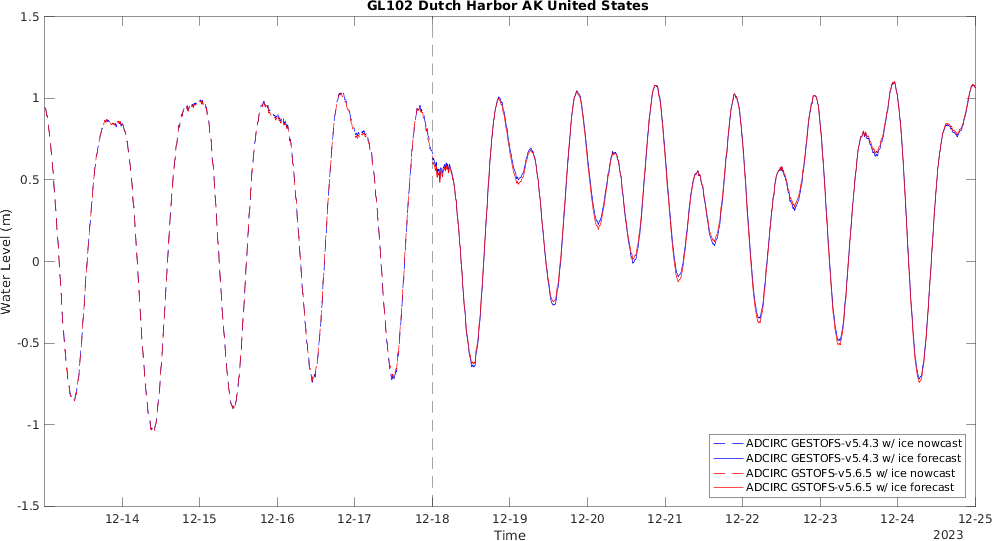 GL102 Dutch Harbor AK United States
1.5
1
0.5
0
-0.5
-1
-1.5
Water Level (m)
ADCIRC GESTOFS-v5.4.3 w/ ice nowcast
ADCIRC GESTOFS-v5.4.3 w/ ice forecast
ADCIRC GSTOFS-v5.6.5 w/ ice nowcast
ADCIRC GSTOFS-v5.6.5 w/ ice forecast
12-14 12-15 12-16 12-17 12-18 12-19 12-20 12-21 12-22 12-23 12-24 12-25
Time
2023